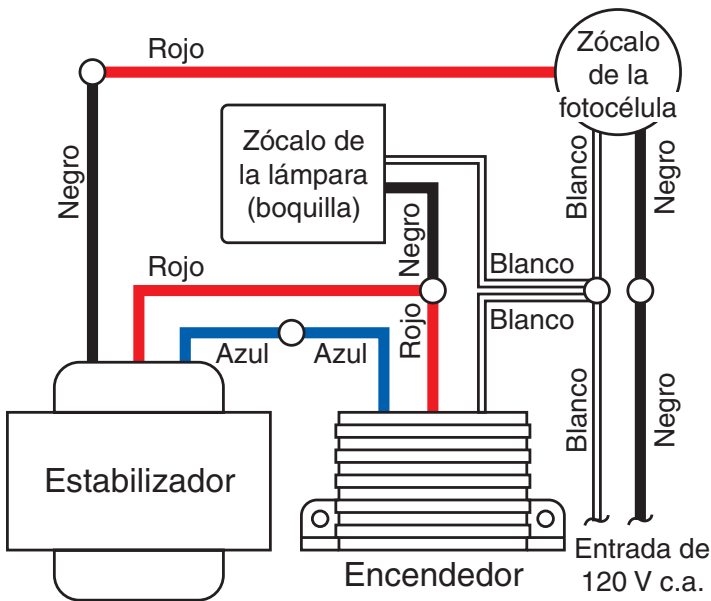 Rojo
Zócalo
de la
fotocélula
Zócalo de
la lámpara
(boquilla)
Negro
Blanco
Negro
Negro
Rojo
Blanco
Rojo
Blanco
Azul
Azul
Blanco
Negro
Estabilizador
Encendedor
Entrada de
120 V c.a.